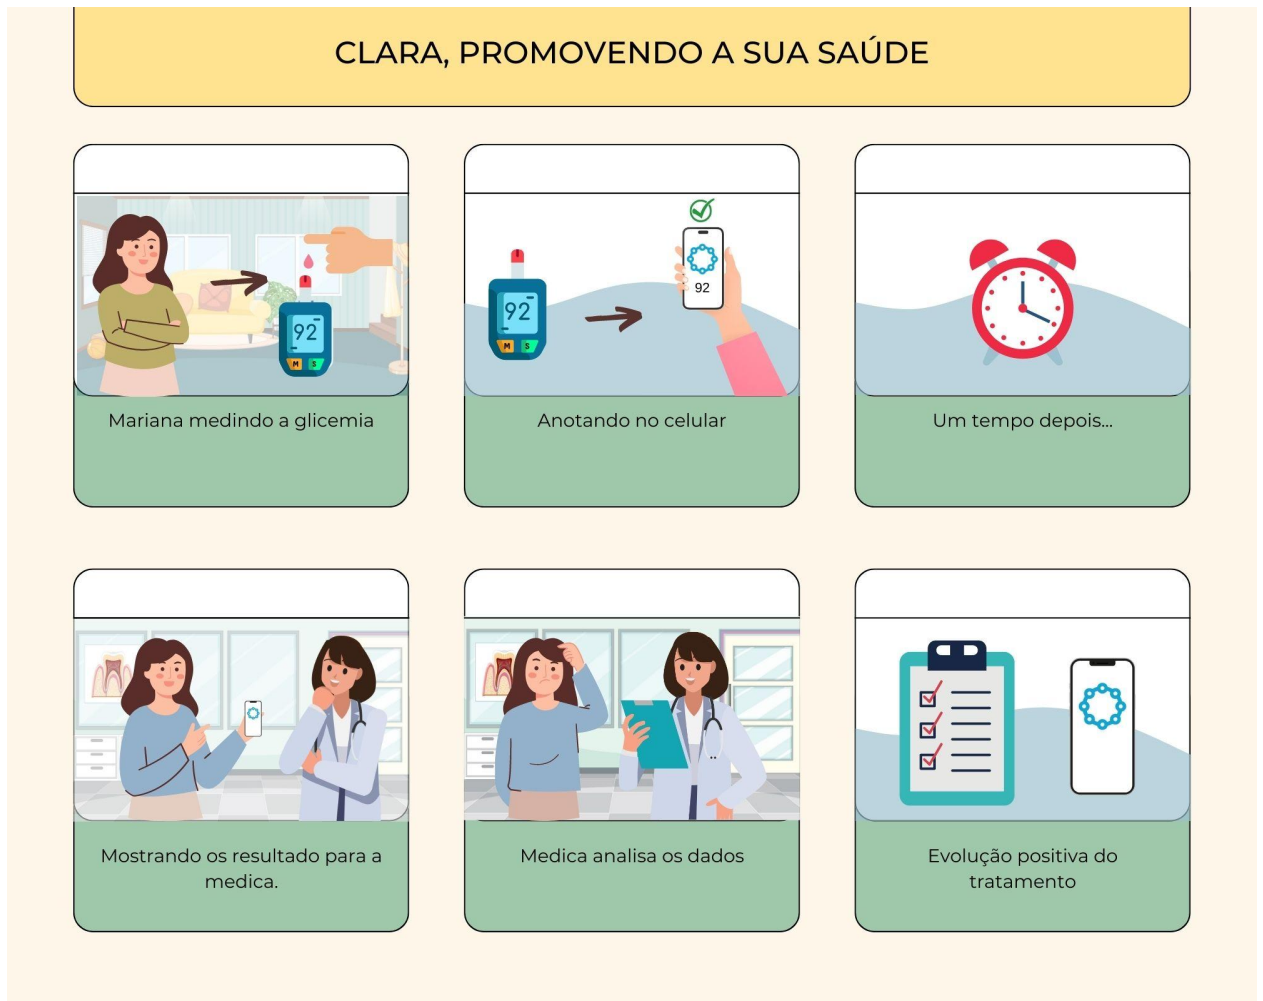 CLARA, PROMOVENDO A SUA SAÚDE
92
M S
Mariana medindo a glicemia
92
M S
92
Anotando no celular
Um tempo depois...
Mostrando os resultado para a
medica.
Medica analisa os dados
Evolução positiva do
tratamento